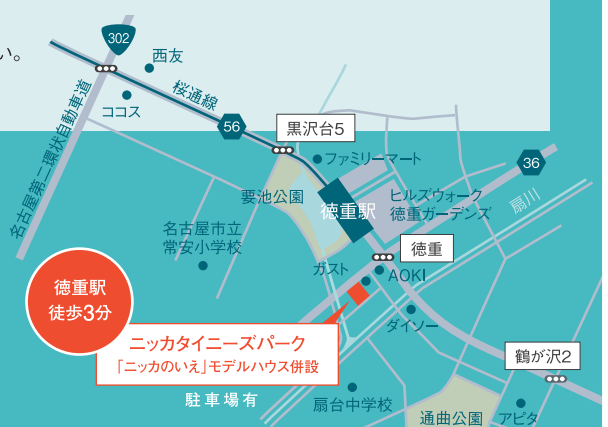 い。
302
西友
ココス
桜通線
名古屋第二環状自動車道
56
黒沢台5
ファミリーマート
36
要池公園
徳重駅
ヒルズウォーク
徳重ガーデンズ
扇川
名古屋市立
常安小学校
徳重
ガスト
AOKI
徳重駅
徒歩3分
ダイソー
ニッカタイニーズパーク
「ニッカのいえ」モデルハウス併設
駐車場有
鶴が沢2
扇台中学校
通曲公園
アピタ